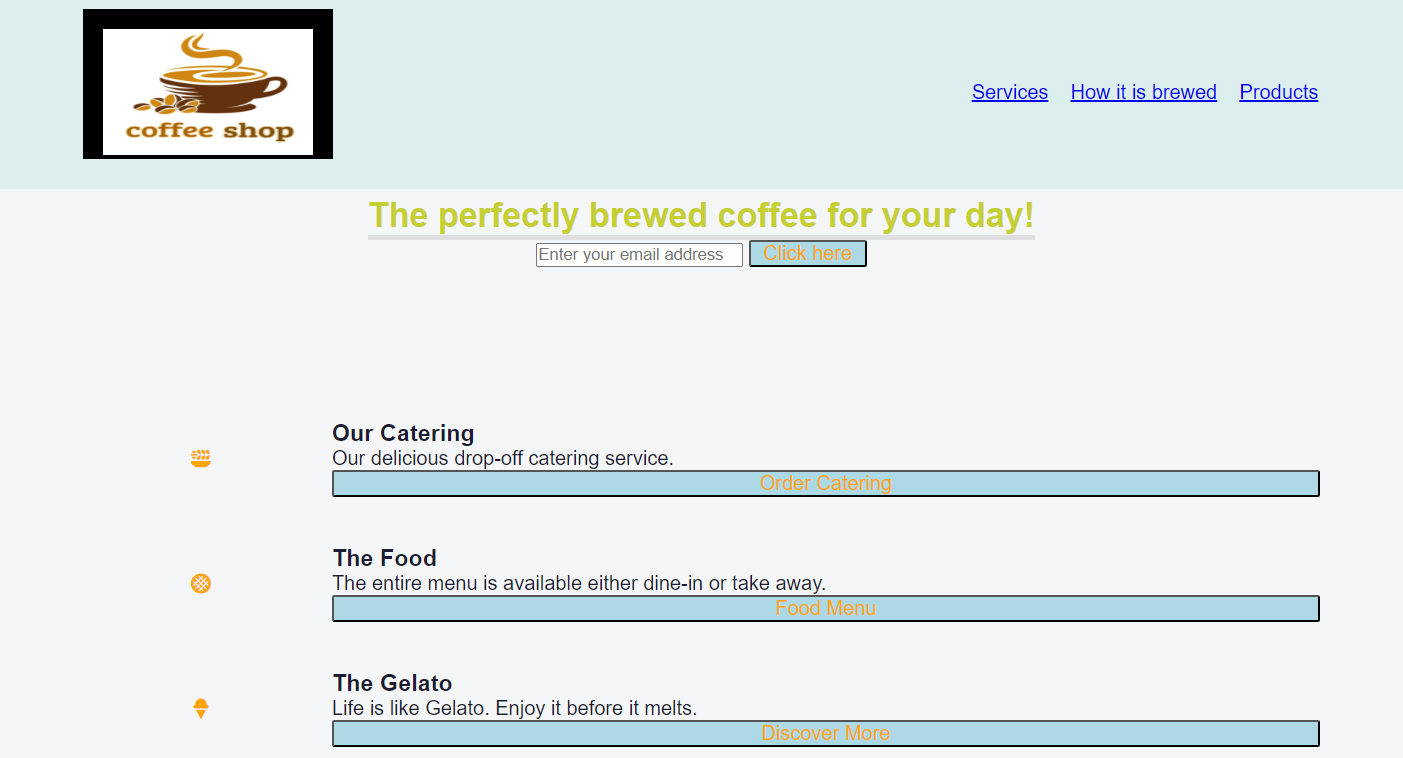 coffee shop
Services How it is brewed Products
The perfectly brewed coffee for your day!
Enter your email address Click here
Our Catering
Our delicious drop-off catering service.
Order Catering
The Food
The entire menu is available either dine-in or take away.
Food Menu
The Gelato
Life is like Gelato. Enjoy it before it melts.
Discover More